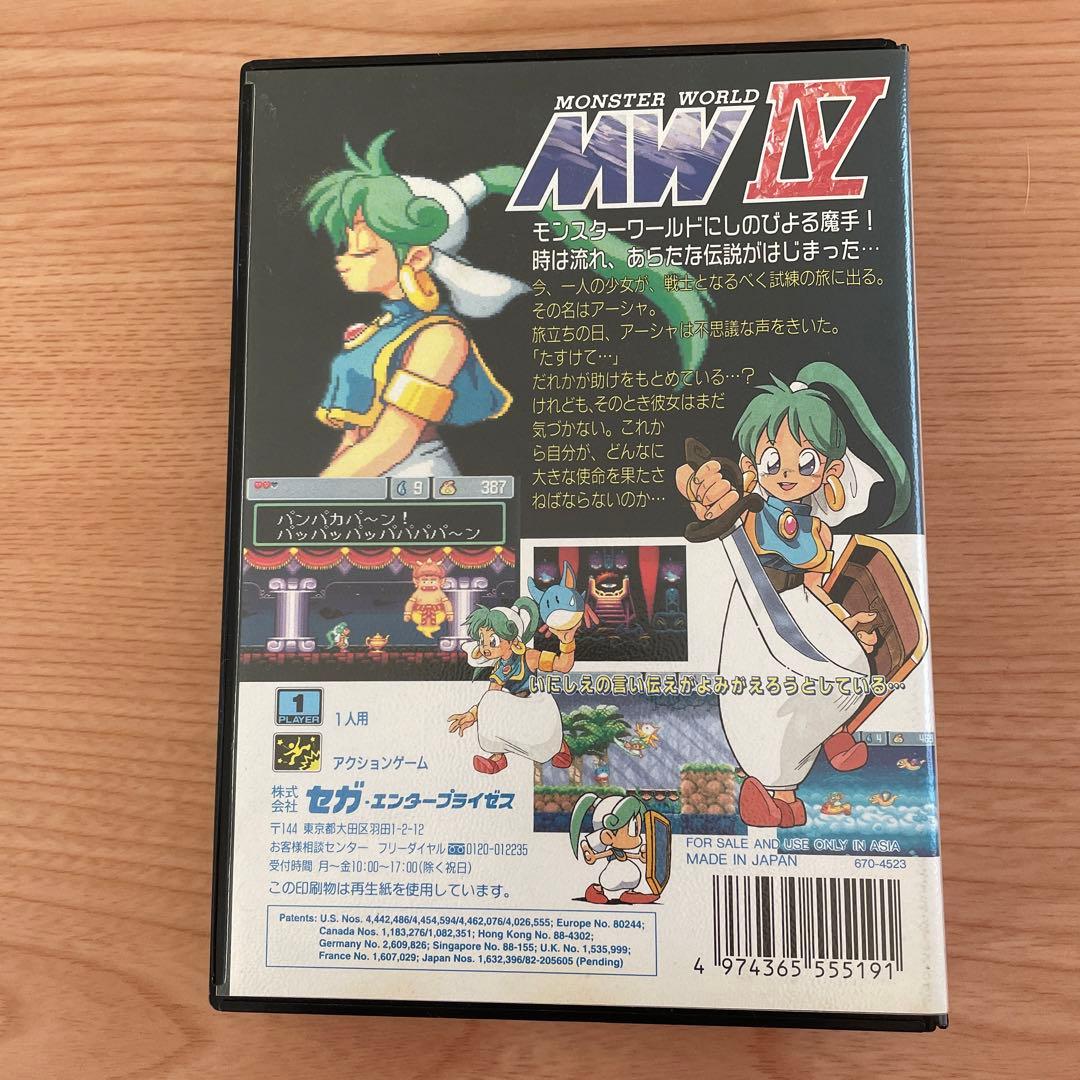 MONSTER WORLD
MW IV
モンスターワールドにしのびよる魔手！
時は流れ、あらたな伝説がはじまった…
今、一人の少女が、戦士となるべく試練の旅に出る。
その名はアーシャ。
旅立ちの日、アーシャは不思議な声をきいた。
「たすけて…」
だれかが助けをもとめている…？
けれども、そのとき彼女はまだ
気づかない。これか
ら自分が、どんなに
大きな使命を果たさ
ねばならないのか…
9 387
パンパカパ〜ン！
パッパッパッパパパパ〜ン
いにしえの言い伝えがよみがえろうとしている…
4
1
PLAYER
1人用
アクションゲーム
株式会社 セガ・エンタープライゼス
〒144 東京都大田区羽田1-2-12
お客様相談センター フリーダイヤル 0120-012235
受付時間 月〜金10:00〜17:00(除く祝日)
この印刷物は再生紙を使用しています。
Patents: U.S. Nos. 4,442,486/4,454,594/4,462,076/4,026,555; Europe No. 80244;
Canada Nos. 1,183,276/1,082,351; Hong Kong No. 88-4302;
Germany No. 2,609,826; Singapore No. 88-155; U.K. No. 1,535,999;
France No. 1,607,029; Japan Nos. 1,632,396/82-205605 (Pending)
FOR SALE AND USE ONLY IN ASIA
MADE IN JAPAN 670-4523
4 974365 555191